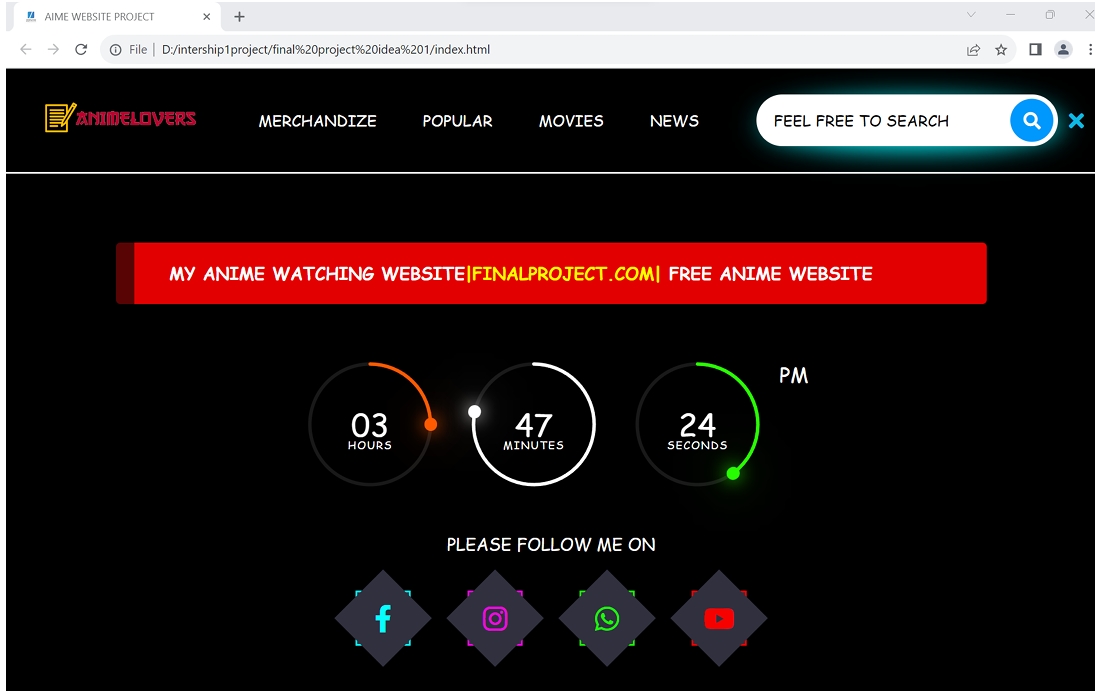 AIME WEBSITE PROJECT
File | D:/intership1project/final%20project%20idea%201/index.html
ANIMELOVERS
MERCHANDIZE POPULAR MOVIES NEWS
FEEL FREE TO SEARCH
MY ANIME WATCHING WEBSITE|FINALPROJECT.COM| FREE ANIME WEBSITE
PM
03 47 24
HOURS MINUTES SECONDS
PLEASE FOLLOW ME ON